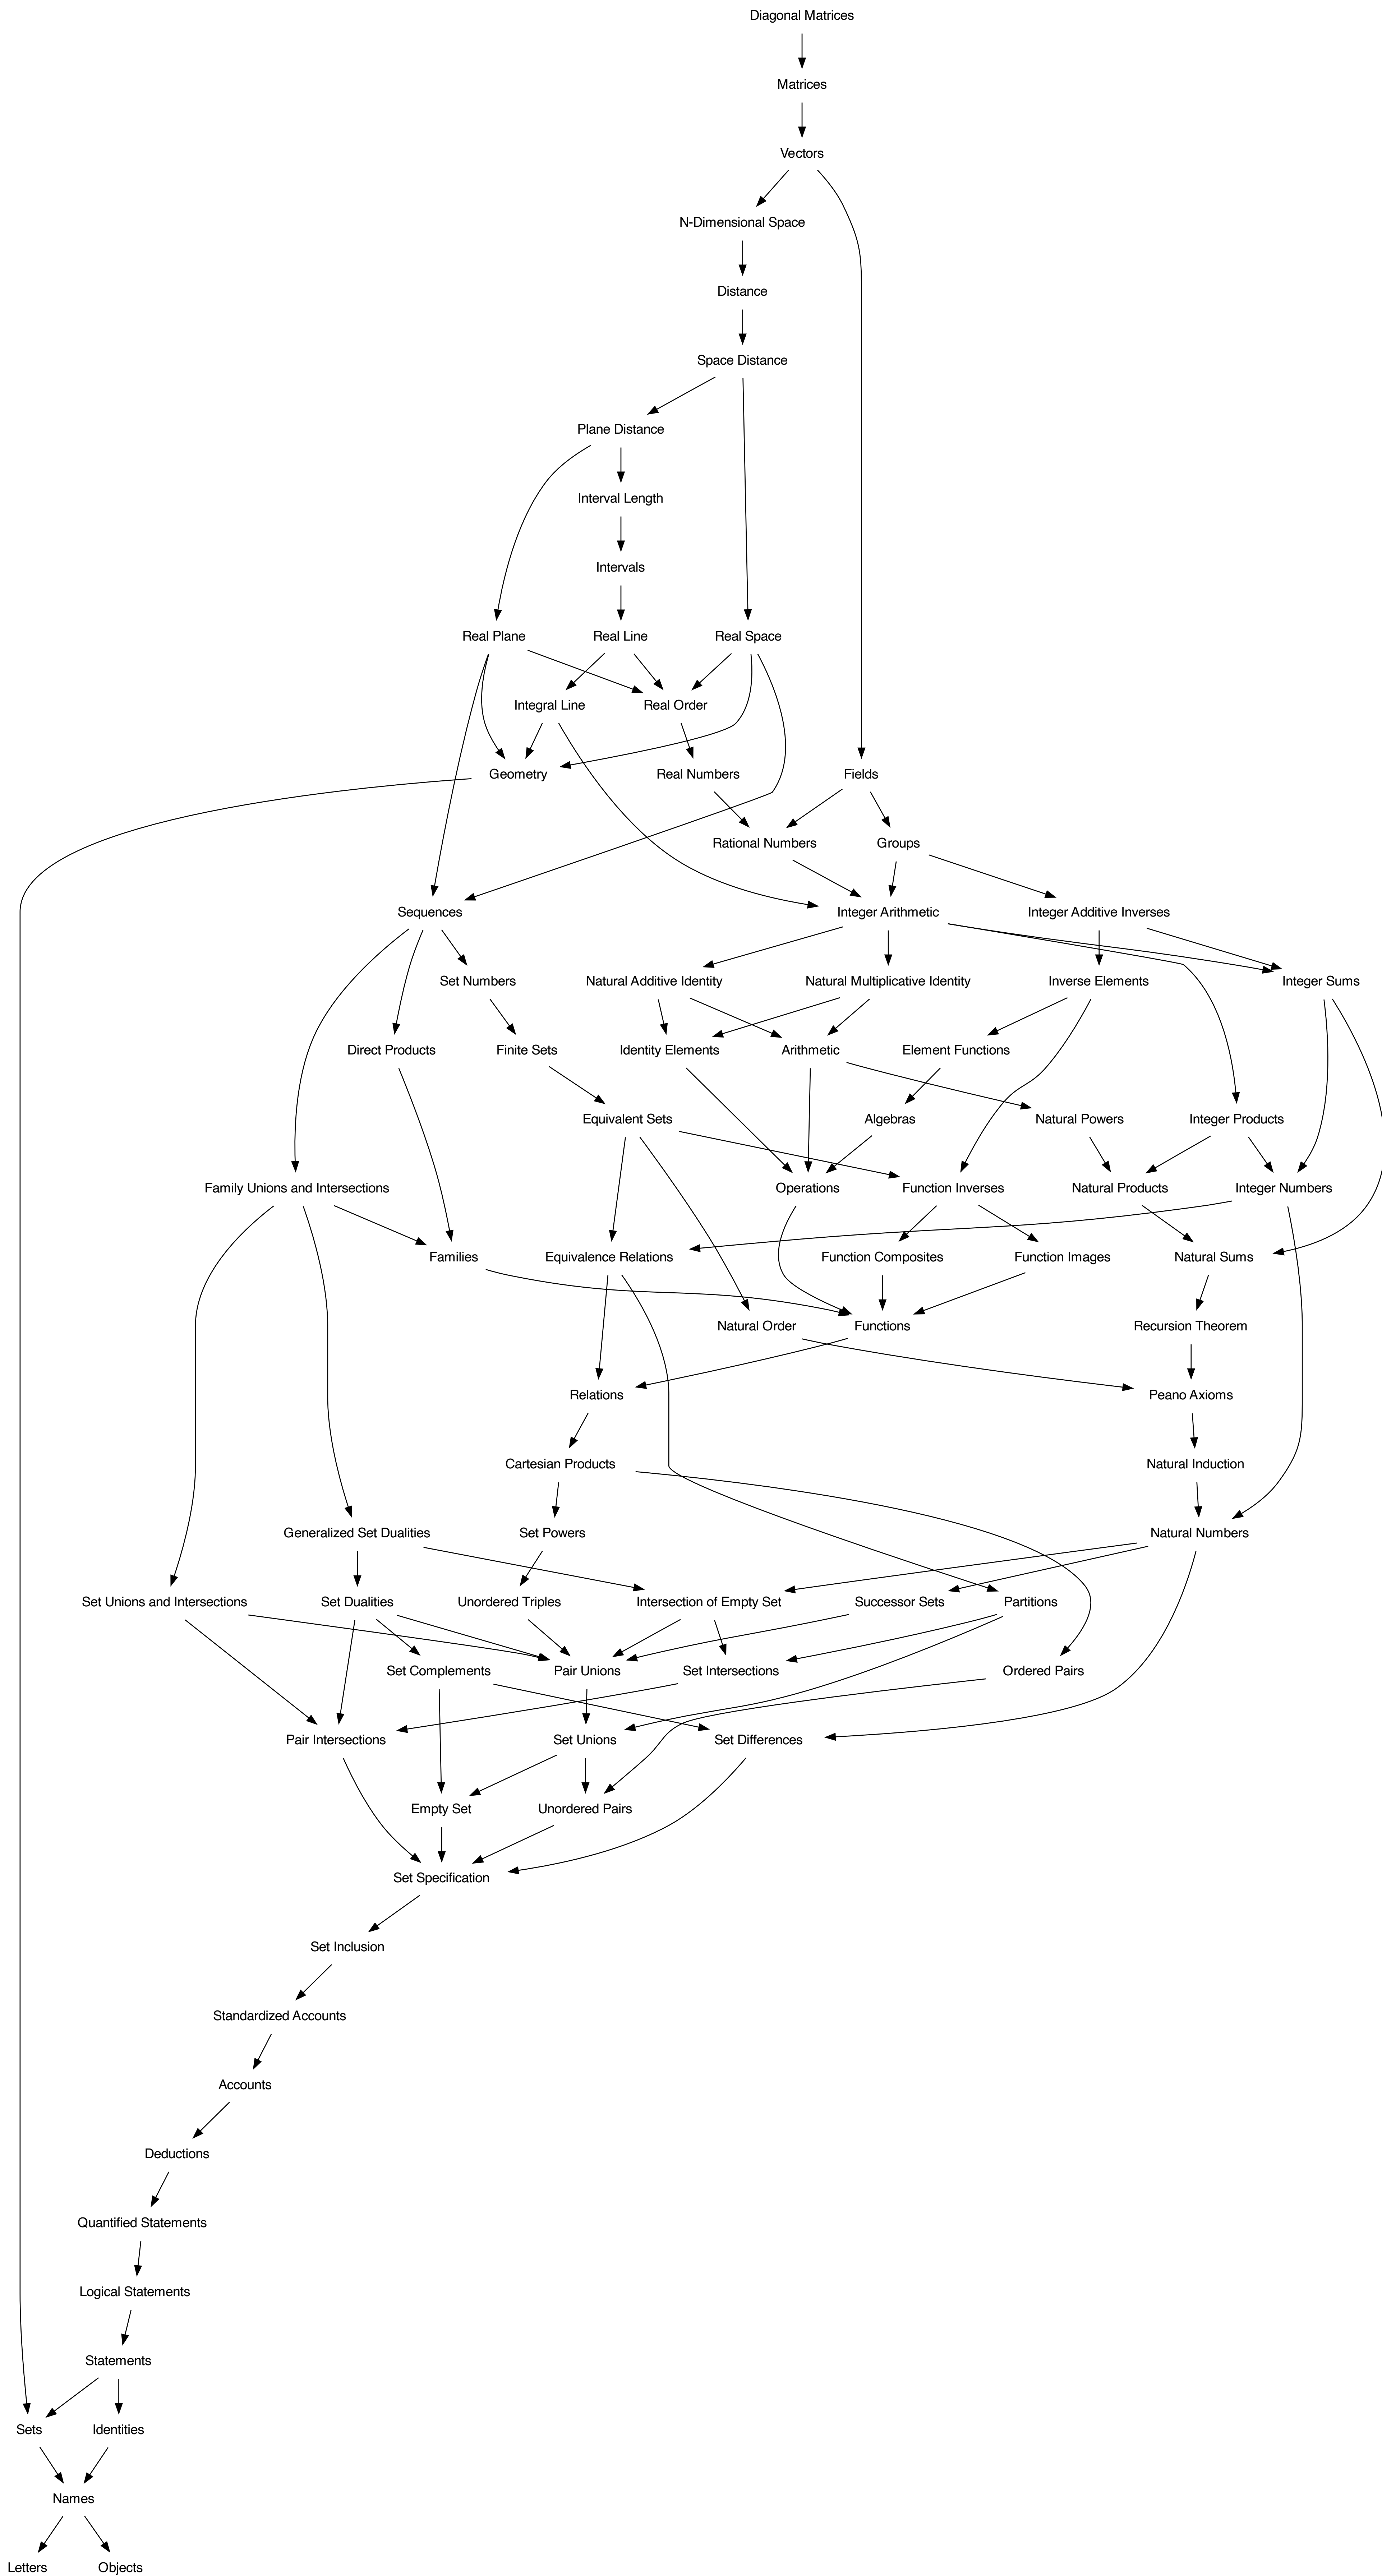 Diagonal Matrices
Matrices
Vectors
N-Dimensional Space
Distance
Space Distance
Plane Distance
Interval Length
Intervals
Real Plane
Real Line
Real Space
Integral Line
Real Order
Geometry
Real Numbers
Fields
Rational Numbers
Groups
Sequences
Integer Arithmetic
Integer Additive Inverses
Set Numbers
Natural Additive Identity
Natural Multiplicative Identity
Inverse Elements
Integer Sums
Direct Products
Finite Sets
Identity Elements
Arithmetic
Element Functions
Equivalent Sets
Algebras
Natural Powers
Integer Products
Family Unions and Intersections
Operations
Function Inverses
Natural Products
Integer Numbers
Families
Equivalence Relations
Function Composites
Function Images
Natural Sums
Natural Order
Functions
Recursion Theorem
Relations
Peano Axioms
Cartesian Products
Natural Induction
Generalized Set Dualities
Set Powers
Natural Numbers
Set Unions and Intersections
Set Dualities
Unordered Triples
Intersection of Empty Set
Successor Sets
Partitions
Set Complements
Pair Unions
Set Intersections
Ordered Pairs
Pair Intersections
Set Unions
Set Differences
Empty Set
Unordered Pairs
Set Specification
Set Inclusion
Standardized Accounts
Accounts
Deductions
Quantified Statements
Logical Statements
Statements
Sets
Identities
Names
Letters
Objects